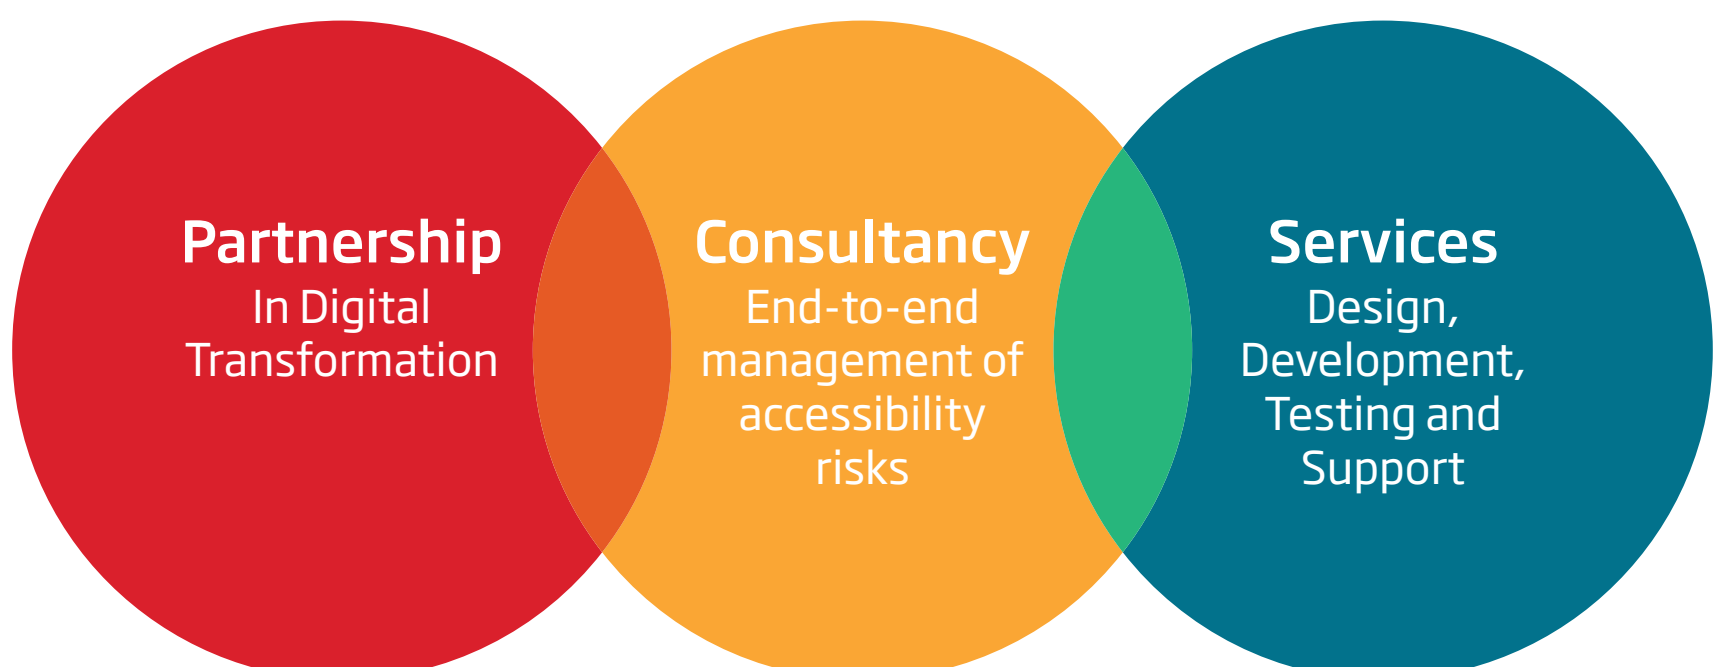 Partnership
In Digital
Transformation
Consultancy
End-to-end
management of
accessibility
risks
Services
Design,
Development,
Testing and
Support